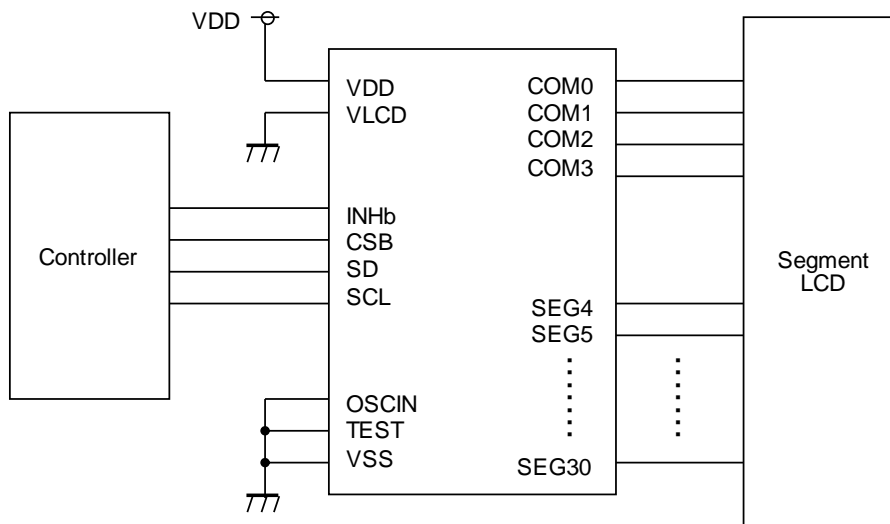 VDD
VDD
VLCD
INHb
CSB
SD
SCL
OSCIN
TEST
VSS
COM0
COM1
COM2
COM3
SEG4
SEG5
SEG30
Controller
Segment
LCD